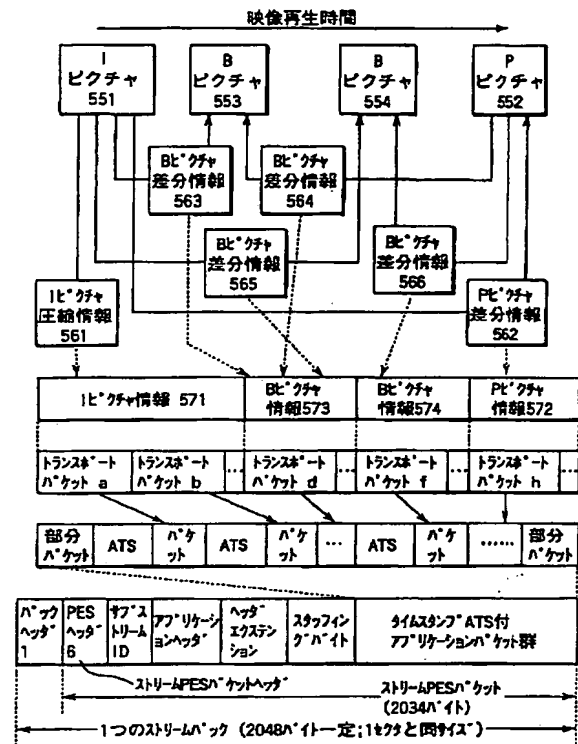 映像再生時間
I
ピクチャ
551
B
ピクチャ
553
B
ピクチャ
554
P
ピクチャ
552
Bピクチャ
差分情報
563
Bピクチャ
差分情報
564
Bピクチャ
差分情報
565
Bピクチャ
差分情報
566
Iピクチャ
圧縮情報
561
Pピクチャ
差分情報
562
Iピクチャ情報 571
Bピクチャ
情報573
Bピクチャ
情報574
Pピクチャ
情報572
トランスポート
パケット a
トランスポート
パケット b
…
トランスポート
パケット d
…
トランスポート
パケット f
…
トランスポート
パケット h
…
部分
パケット
ATS
パケ
ット
ATS
パケ
ット
…
ATS
パケ
ット
……
部分
パケット
パック
ヘッダ
1
PES
ヘッダ
6
サブス
トリーム
ID
アプリケーシ
ョンヘッダ
ヘッダ
エクステン
ション
スタッフィン
グバイト
タイムスタンプATS付
アプリケーションパケット群
ストリームPESパケットヘッダ
ストリームPESパケット
(2034バイト)
1つのストリームパック (2048バイト一定;1セクタと同サイズ)